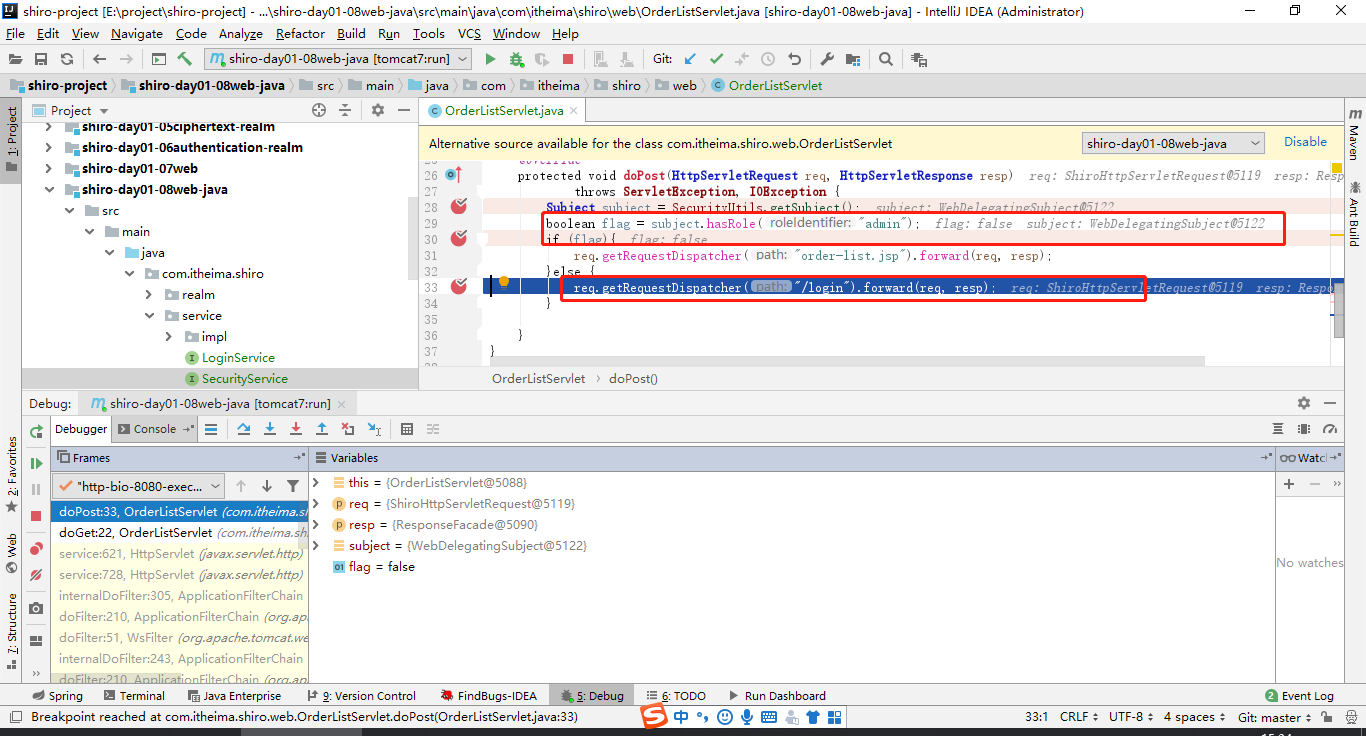 shiro-project [E:\project\shiro-project] - ...\shiro-day01-08web-java\src\main\java\com\itheima\shiro\web\OrderListServlet.java [shiro-day01-08web-java] - IntelliJ IDEA (Administrator)
File Edit View Navigate Code Analyze Refactor Build Run Tools VCS Window Help
shiro-day01-08web-java [tomcat7:run] Git:
shiro-project shiro-day01-08web-java src main java com itheima shiro web OrderListServlet
1: Project
Project
OrderListServlet.java
shiro-day01-05ciphertext-realm
shiro-day01-06authentication-realm
shiro-day01-07web
shiro-day01-08web-java
src
main
java
com.itheima.shiro
realm
service
impl
LoginService
SecurityService
Alternative source available for the class com.itheima.shiro.web.OrderListServlet shiro-day01-08web-java Disable
26 protected void doPost(HttpServletRequest req, HttpServletResponse resp) req: ShiroHttpServletRequest@5119 resp: Resp
27 throws ServletException, IOException {
28 Subject subject = SecurityUtils.getSubject(); subject: WebDelegatingSubject@5122
29 boolean flag = subject.hasRole( roleIdentifier: "admin"); flag: false subject: WebDelegatingSubject@5122
30 if (flag){ flag: false
31 req.getRequestDispatcher( path: "order-list.jsp").forward(req, resp);
32 }else {
33 req.getRequestDispatcher( path: "/login").forward(req, resp); req: ShiroHttpServletRequest@5119 resp: Respo
34 }
35
36 }
37 }
OrderListServlet › doPost()
Maven
Ant Build
Debug: shiro-day01-08web-java [tomcat7:run]
Debugger Console
Frames
Variables
Watc
"http-bio-8080-exec...
doPost:33, OrderListServlet (com.itheima.sh
doGet:22, OrderListServlet (com.itheima.sh
service:621, HttpServlet (javax.servlet.http)
service:728, HttpServlet (javax.servlet.http)
internalDoFilter:305, ApplicationFilterChain
doFilter:210, ApplicationFilterChain (org.ap
doFilter:51, WsFilter (org.apache.tomcat.we
internalDoFilter:243, ApplicationFilterChain
doFilter:210, ApplicationFilterChain (org.ap
this = {OrderListServlet@5088}
req = {ShiroHttpServletRequest@5119}
resp = {ResponseFacade@5090}
subject = {WebDelegatingSubject@5122}
flag = false
No watches
2: Favorites
Web
7: Structure
Spring Terminal Java Enterprise 9: Version Control FindBugs-IDEA 5: Debug 6: TODO Run Dashboard 2 Event Log
Breakpoint reached at com.itheima.shiro.web.OrderListServlet.doPost(OrderListServlet.java:33) 中 33:1 CRLF UTF-8 4 spaces Git: master